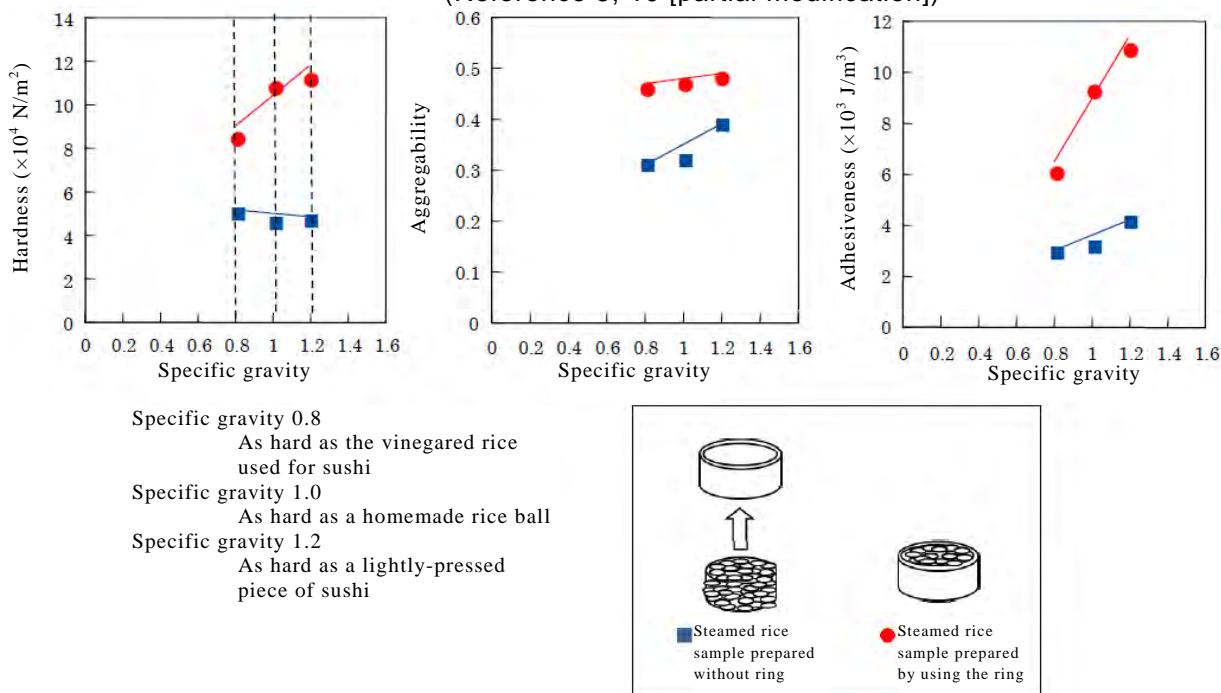 (Reference [partial modification])
14
12
10
8
6
4
2
0
Hardness (×10⁴ N/m²)
0 0.2 0.4 0.6 0.8 1 1.2 1.4 1.6
Specific gravity
0.6
0.5
0.4
0.3
0.2
0.1
0
Aggregability
0 0.2 0.4 0.6 0.8 1 1.2 1.4 1.6
Specific gravity
12
10
8
6
4
2
0
Adhesiveness (×10³ J/m³)
0 0.2 0.4 0.6 0.8 1 1.2 1.4 1.6
Specific gravity
Specific gravity 0.8
As hard as the vinegared rice
used for sushi
Specific gravity 1.0
As hard as a homemade rice ball
Specific gravity 1.2
As hard as a lightly-pressed
piece of sushi
Steamed rice
sample prepared
without ring
Steamed rice
sample prepared
by using the ring